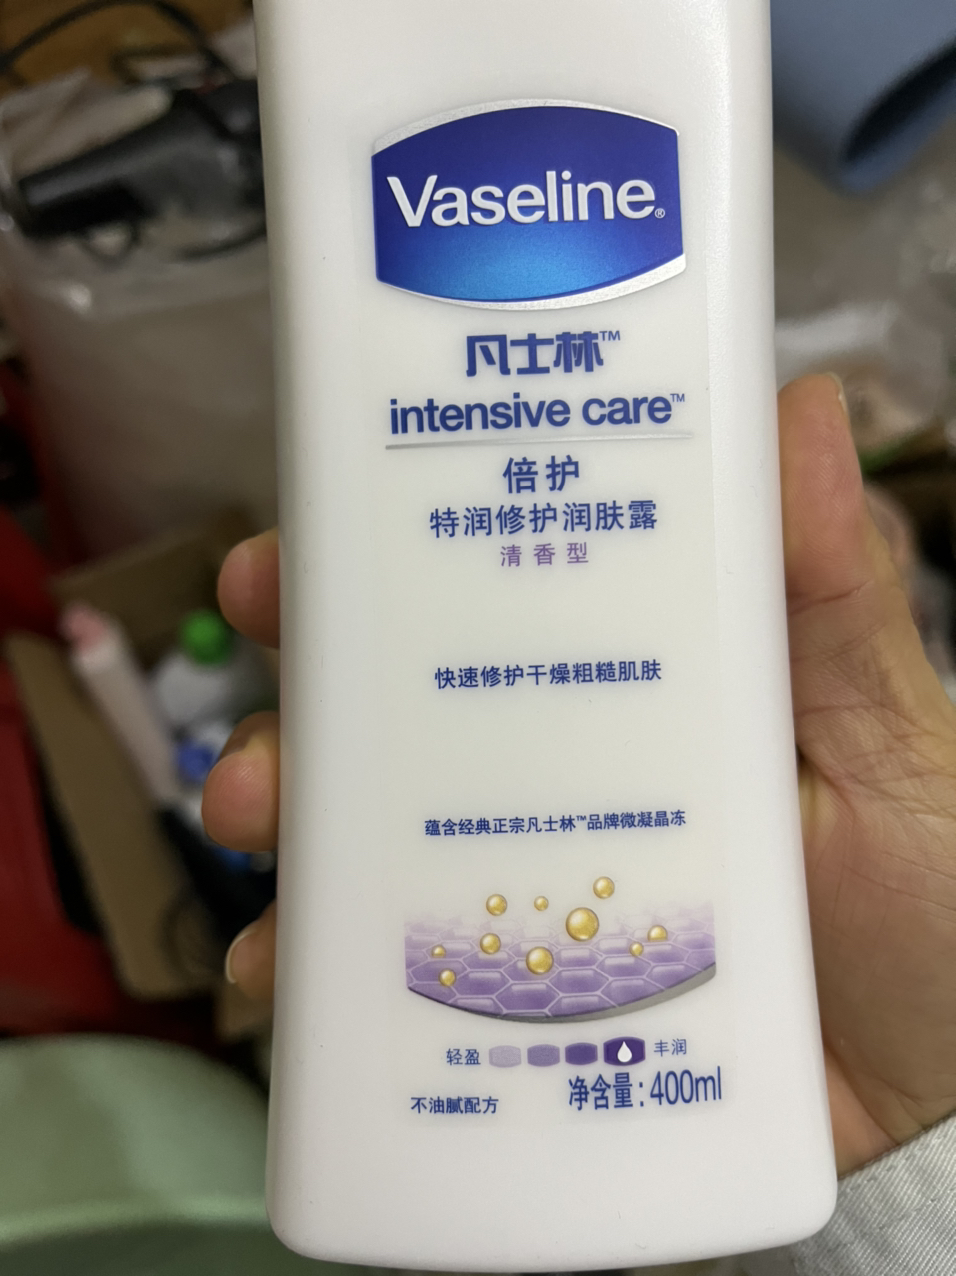 Vaseline®
凡士林™
intensive care™
倍护
特润修护润肤露
清香型
快速修护干燥粗糙肌肤
蕴含经典正宗凡士林™品牌微凝晶冻
轻盈 丰润
不油腻配方 净含量:400ml